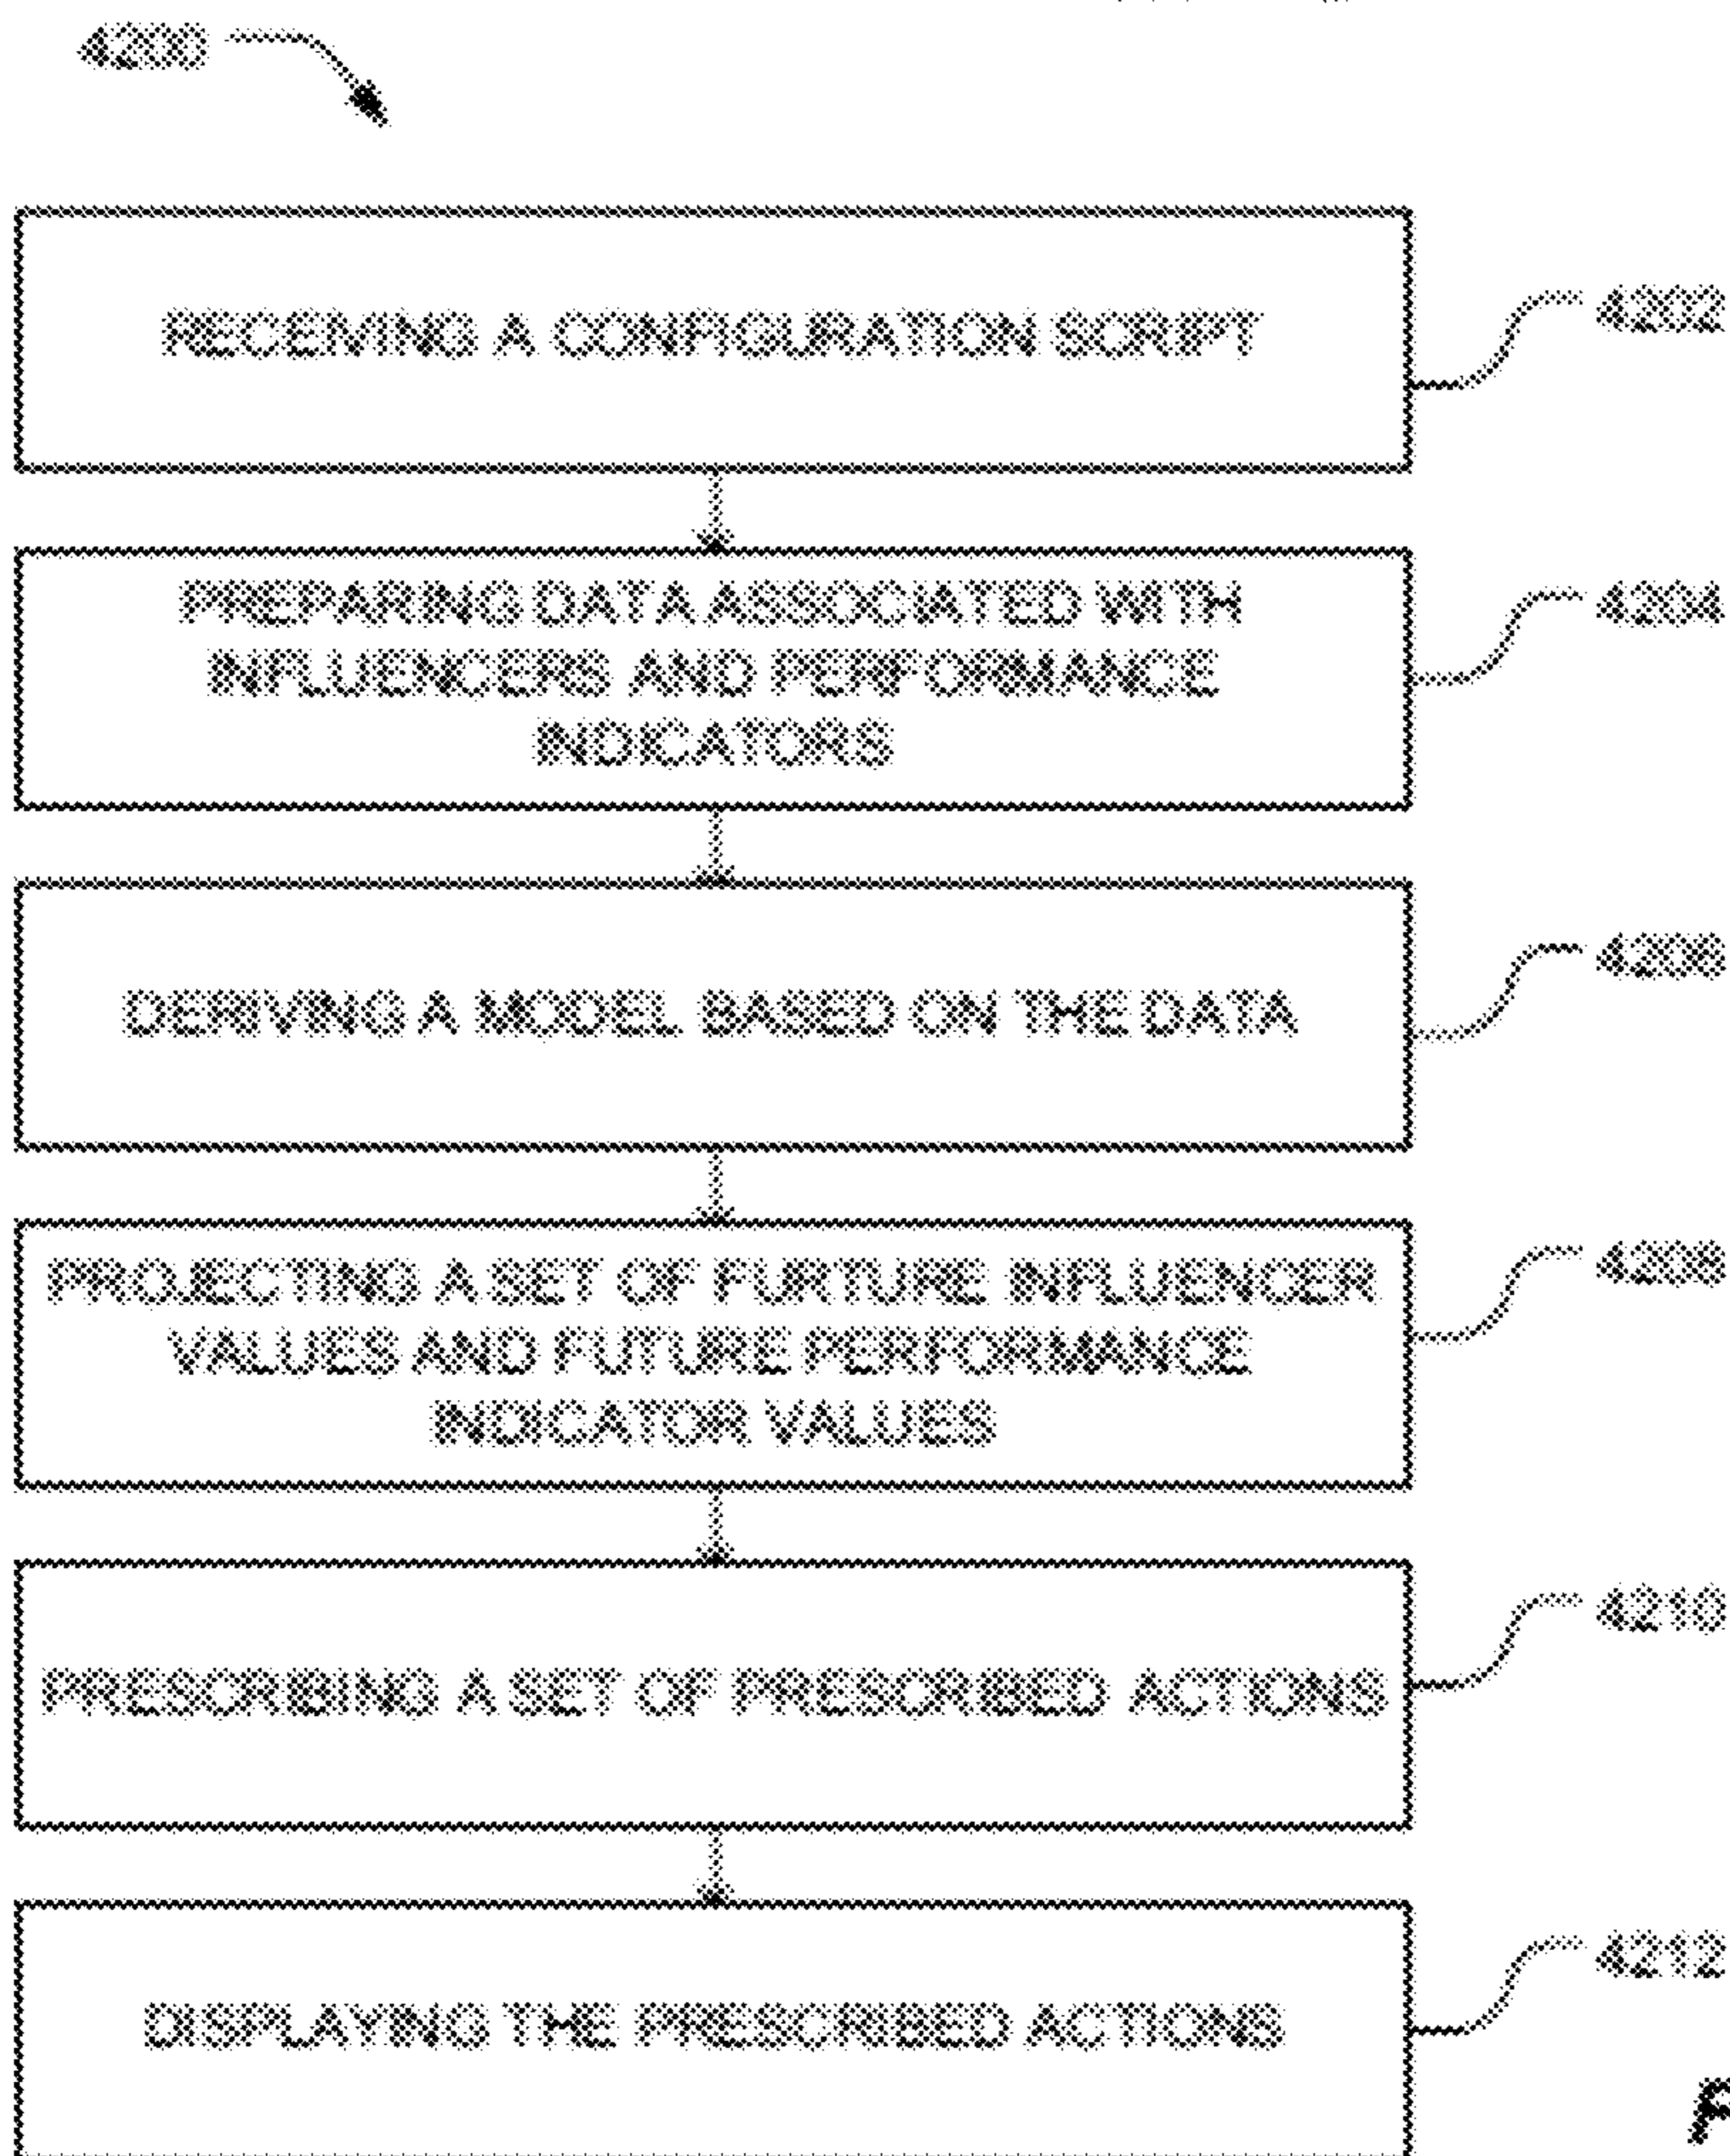 4200
RECEIVING A CONFIGURATION SCRIPT
4202
PREPARING DATA ASSOCIATED WITH
INFLUENCERS AND PERFORMANCE
INDICATORS
4204
DERIVING A MODEL BASED ON THE DATA
4206
PROJECTING A SET OF FURTURE INFLUENCER
VALUES AND FUTURE PERFORMANCE
INDICATOR VALUES
4208
PRESCRIBING A SET OF PRESCRIBED ACTIONS
4210
DISPLAYING THE PRESCRIBED ACTIONS
4212